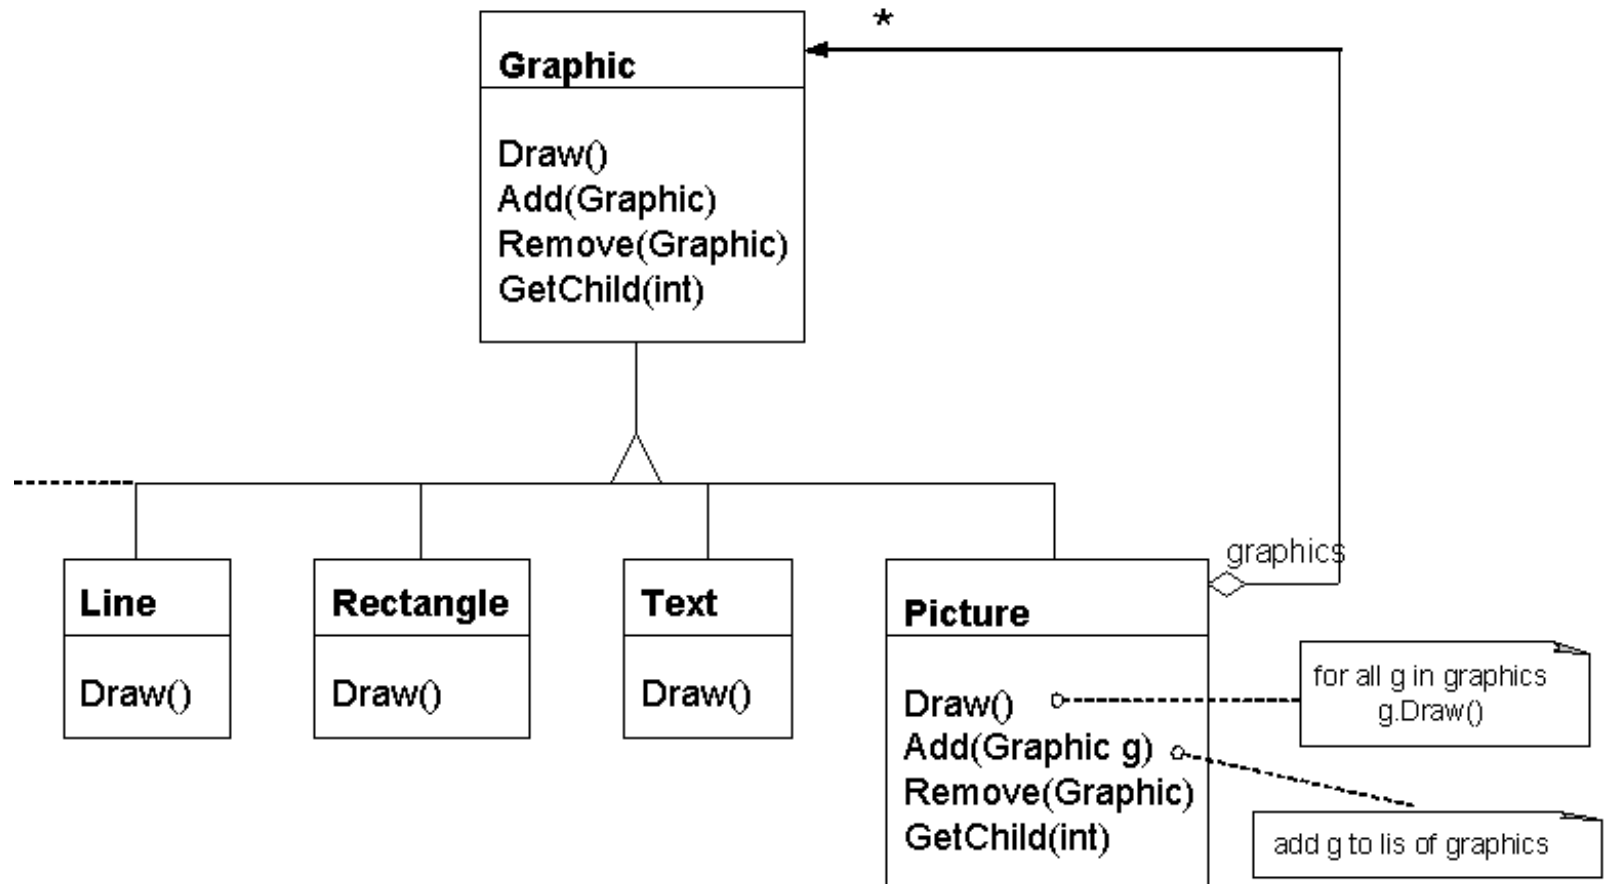 *
Graphic
Draw()
Add(Graphic)
Remove(Graphic)
GetChild(int)
graphics
Line
Draw()
Rectangle
Draw()
Text
Draw()
Picture
Draw()
Add(Graphic g)
Remove(Graphic)
GetChild(int)
for all g in graphics
g.Draw()
add g to lis of graphics